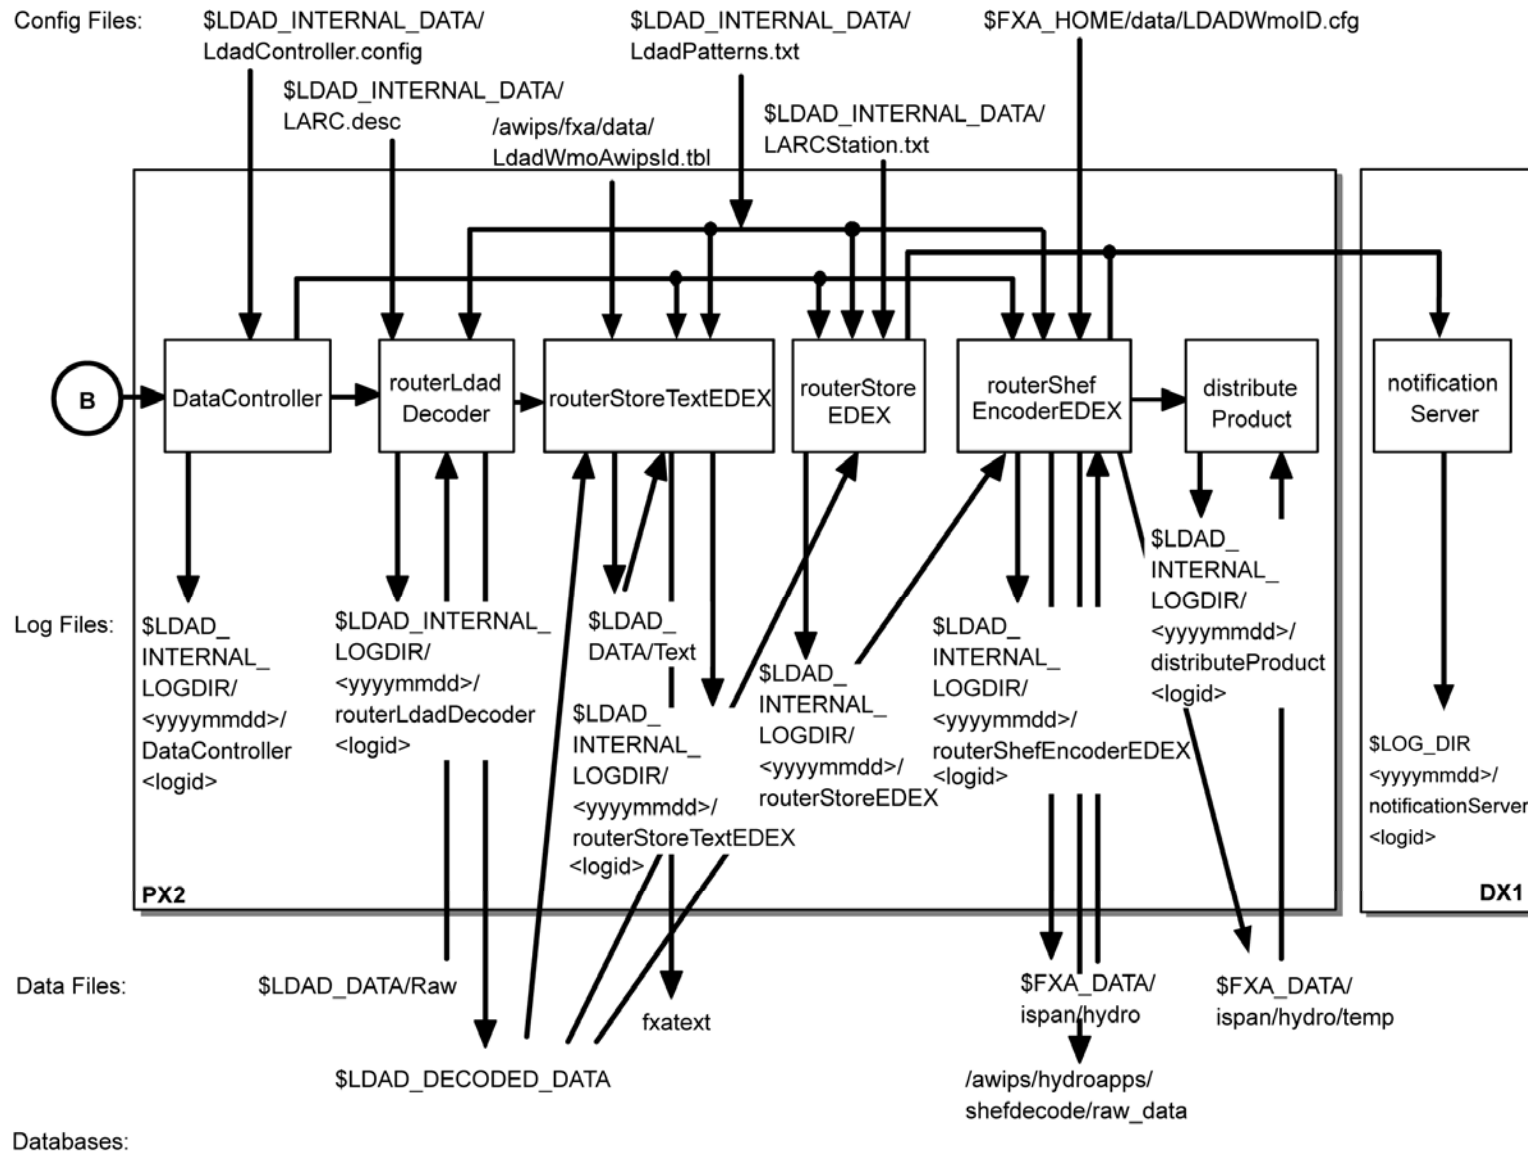 Config Files:
$LDAD_INTERNAL_DATA/
LdadController.config
$LDAD_INTERNAL_DATA/
LdadPatterns.txt
$FXA_HOME/data/LDADWmoID.cfg
$LDAD_INTERNAL_DATA/
LARC.desc
/awips/fxa/data/
LdadWmoAwipsId.tbl
$LDAD_INTERNAL_DATA/
LARCStation.txt
B
DataController
routerLdad
Decoder
routerStoreTextEDEX
routerStore
EDEX
routerShef
EncoderEDEX
distribute
Product
notification
Server
Log Files:
$LDAD_
INTERNAL_
LOGDIR/
<yyyymmdd>/
DataController
<logid>
$LDAD_INTERNAL_
LOGDIR/
<yyyymmdd>/
routerLdadDecoder
<logid>
$LDAD_
DATA/Text
$LDAD_
INTERNAL_
LOGDIR/
<yyyymmdd>/
routerStoreTextEDEX
<logid>
$LDAD_
INTERNAL_
LOGDIR/
<yyyymmdd>/
routerStoreEDEX
$LDAD_
INTERNAL_
LOGDIR/
<yyyymmdd>/
routerShefEncoderEDEX
<logid>
$LDAD_
INTERNAL_
LOGDIR/
<yyyymmdd>/
distributeProduct
<logid>
$LOG_DIR
<yyyymmdd>/
notificationServer
<logid>
PX2
DX1
Data Files:
$LDAD_DATA/Raw
fxatext
$FXA_DATA/
ispan/hydro
$FXA_DATA/
ispan/hydro/temp
$LDAD_DECODED_DATA
/awips/hydroapps/
shefdecode/raw_data
Databases: